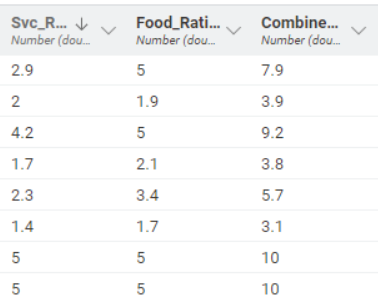 Svc_R... ↓ Food_Rati... Combine...
Number (dou... Number (dou... Number (dou...
2.9 5 7.9
2 1.9 3.9
4.2 5 9.2
1.7 2.1 3.8
2.3 3.4 5.7
1.4 1.7 3.1
5 5 10
5 5 10